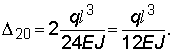 Δ₂₀ = 2 ql³/24EJ = ql³/12EJ.